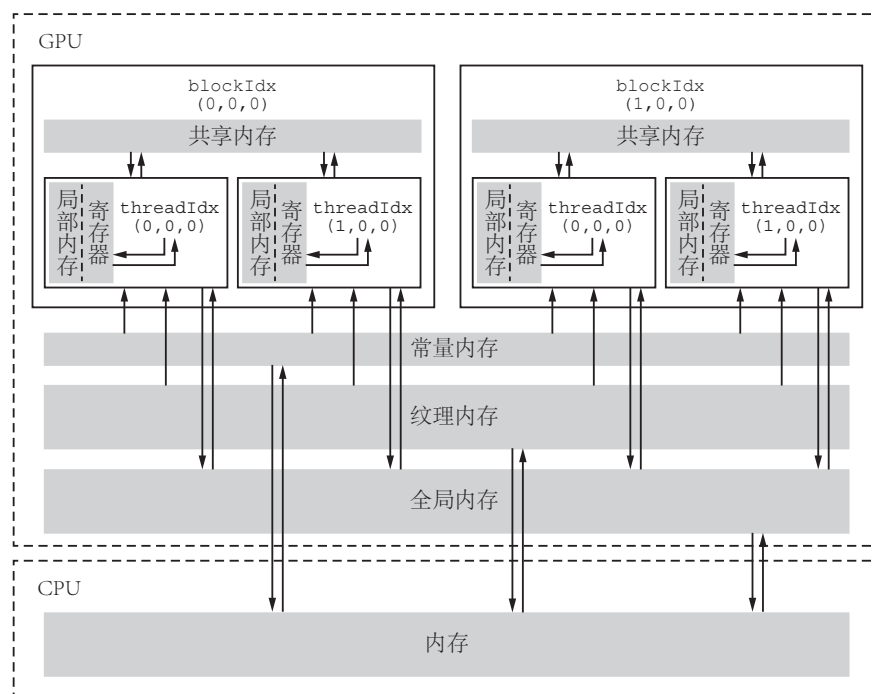 GPU
blockIdx
(0,0,0)
共享内存
局部内存
寄存器
threadIdx
(0,0,0)
局部内存
寄存器
threadIdx
(1,0,0)
blockIdx
(1,0,0)
共享内存
局部内存
寄存器
threadIdx
(0,0,0)
局部内存
寄存器
threadIdx
(1,0,0)
常量内存
纹理内存
全局内存
CPU
内存